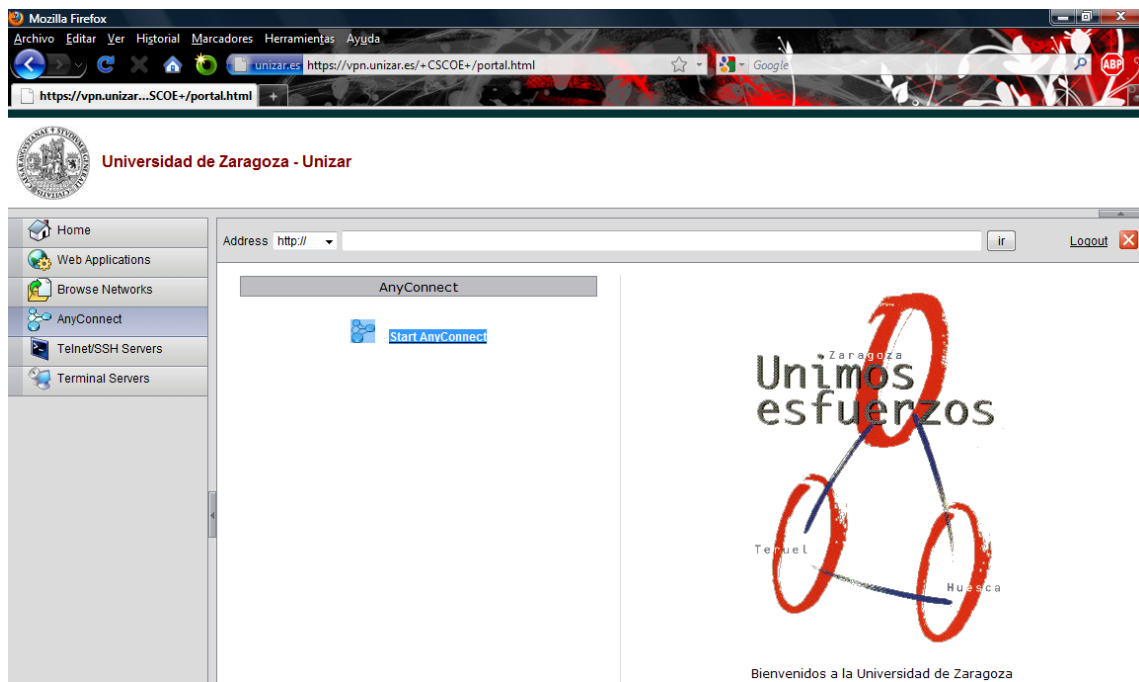 Mozilla Firefox
Archivo Editar Ver Historial Marcadores Herramientas Ayuda
unizar.es https://vpn.unizar.es/+CSCOE+/portal.html
Google
ABP
https://vpn.unizar...SCOE+/portal.html
Universidad de Zaragoza - Unizar
Home
Address http:// ir Logout
Web Applications
Browse Networks
AnyConnect
Telnet/SSH Servers
Terminal Servers
AnyConnect
Start AnyConnect
Zaragoza
Unimos
esfuerzos
Teruel
Huesca
Bienvenidos a la Universidad de Zaragoza